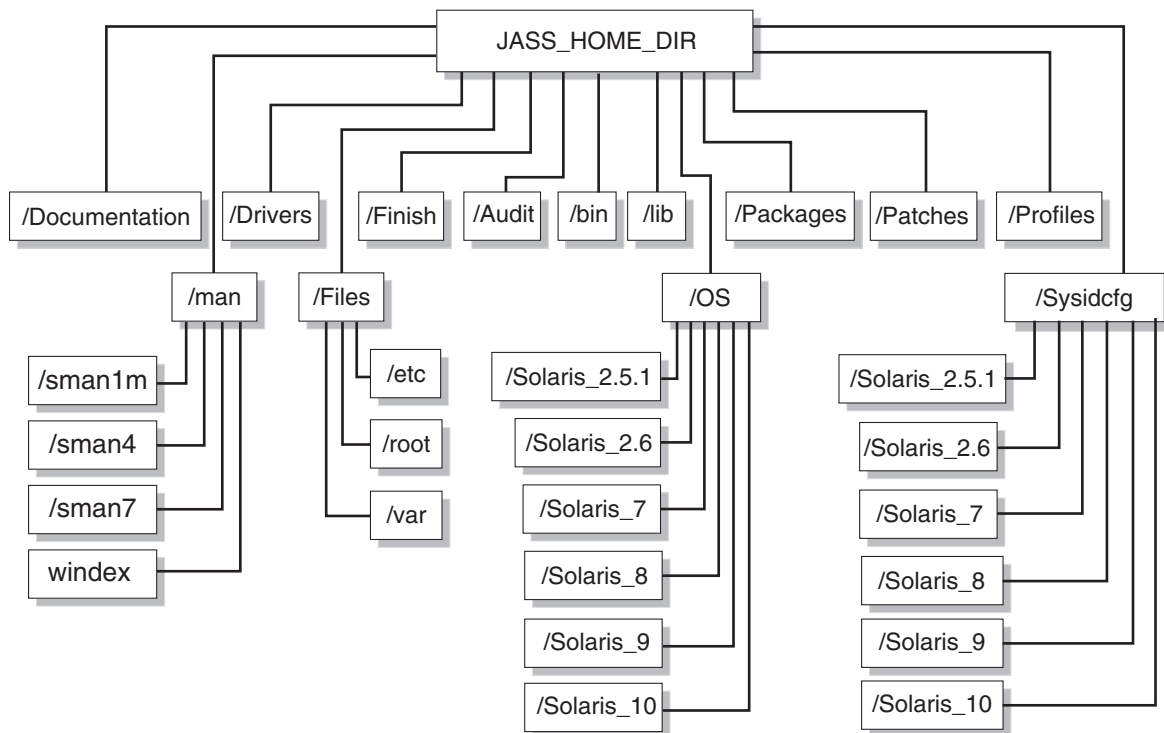 JASS_HOME_DIR
/Documentation
/Drivers
/Finish
/Audit
/bin
/lib
/Packages
/Patches
/Profiles
/man
/Files
/OS
/Sysidcfg
/sman1m
/sman4
/sman7
windex
/etc
/root
/var
/Solaris_2.5.1
/Solaris_2.6
/Solaris_7
/Solaris_8
/Solaris_9
/Solaris_10
/Solaris_2.5.1
/Solaris_2.6
/Solaris_7
/Solaris_8
/Solaris_9
/Solaris_10